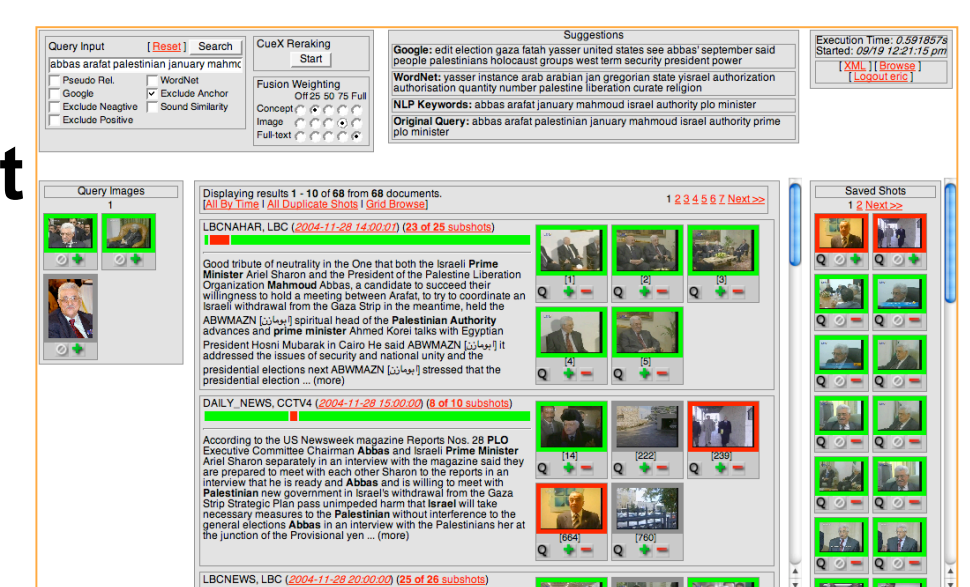 t
Query Input [ Reset ] Search
abbas arafat palestinian january mahmo
Pseudo Rel. WordNet
Google Exclude Anchor
Exclude Neagtive Sound Similarity
Exclude Positive
CueX Reraking
Start
Fusion Weighting
Off 25 50 75 Full
Concept
Image
Full-text
Suggestions
Google: edit election gaza fatah yasser united states see abbas' september said
people palestinians holocaust groups west term security president power
WordNet: yasser instance arab arabian jan gregorian state yisrael authorization
authorisation quantity number palestine liberation curate religion
NLP Keywords: abbas arafat january mahmoud israel authority plo minister
Original Query: abbas arafat palestinian january mahmoud israel authority prime
plo minister
Execution Time: 0.591857s
Started: 09/19 12:21:15 pm
[ XML ] [ Browse ]
[ Logout eric ]
Query Images
1
Displaying results 1 - 10 of 68 from 68 documents.
[All By Time | All Duplicate Shots | Grid Browse]
1 2 3 4 5 6 7 Next >>
LBCNAHAR, LBC (2004-11-28 14:00:01) (23 of 25 subshots)
Good tribute of neutrality in the One that both the Israeli Prime
Minister Ariel Sharon and the President of the Palestine Liberation
Organization Mahmoud Abbas, a candidate to succeed their
willingness to hold a meeting between Arafat, to try to coordinate an
Israeli withdrawal from the Gaza Strip in the meantime, held the
ABWMAZN [ابومازن] spiritual head of the Palestinian Authority
advances and prime minister Ahmed Korei talks with Egyptian
President Hosni Mubarak in Cairo He said ABWMAZN [ابومازن] it
addressed the issues of security and national unity and the
presidential elections next ABWMAZN [ابومازن] stressed that the
presidential election ... (more)
[1] [2] [3]
Q Q Q
[4] [5]
Q Q
DAILY_NEWS, CCTV4 (2004-11-28 15:00:00) (8 of 10 subshots)
According to the US Newsweek magazine Reports Nos. 28 PLO
Executive Committee Chairman Abbas and Israeli Prime Minister
Ariel Sharon separately in an interview with the magazine said they
are prepared to meet with each other Sharon to the reports in an
interview that he is ready and Abbas and is willing to meet with
Palestinian new government in Israel's withdrawal from the Gaza
Strip Strategic Plan pass unimpeded harm that Israel will take
necessary measures to the Palestinian without interference to the
general elections Abbas in an interview with the Palestinians her at
the junction of the Provisional yen ... (more)
[14] [222] [239]
Q Q Q
[664] [760]
Q Q
LBCNEWS, LBC (2004-11-28 20:00:00) (25 of 26 subshots)
Saved Shots
1 2 Next >>
Q Q
Q Q
Q Q
Q Q
Q Q
Q Q